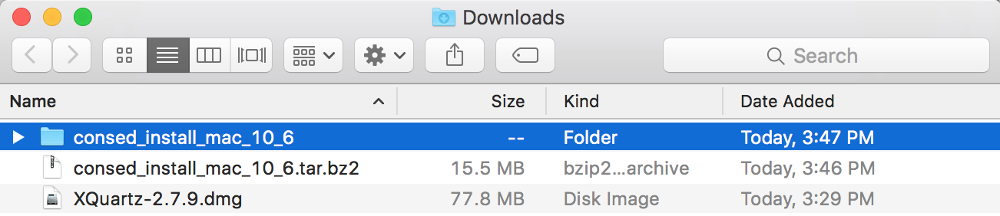 Downloads
Search
Name Size Kind Date Added
consed_install_mac_10_6 -- Folder Today, 3:47 PM
consed_install_mac_10_6.tar.bz2 15.5 MB bzip2...archive Today, 3:46 PM
XQuartz-2.7.9.dmg 77.8 MB Disk Image Today, 3:29 PM